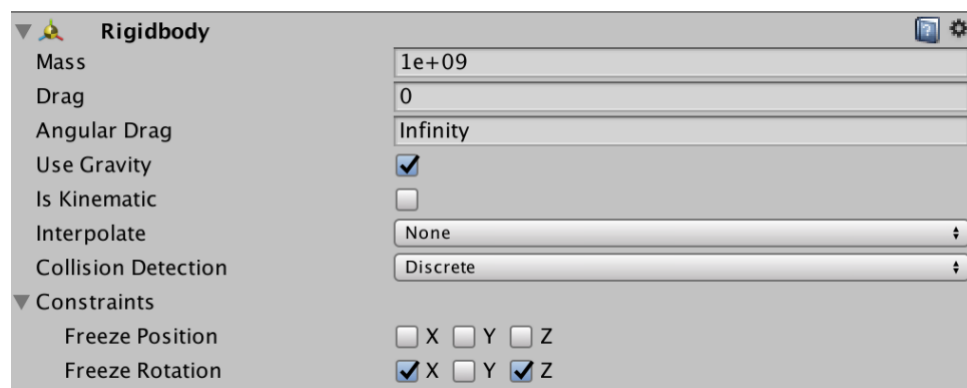 Rigidbody
Mass 1e+09
Drag 0
Angular Drag Infinity
Use Gravity
Is Kinematic
Interpolate None
Collision Detection Discrete
Constraints
Freeze Position X Y Z
Freeze Rotation X Y Z